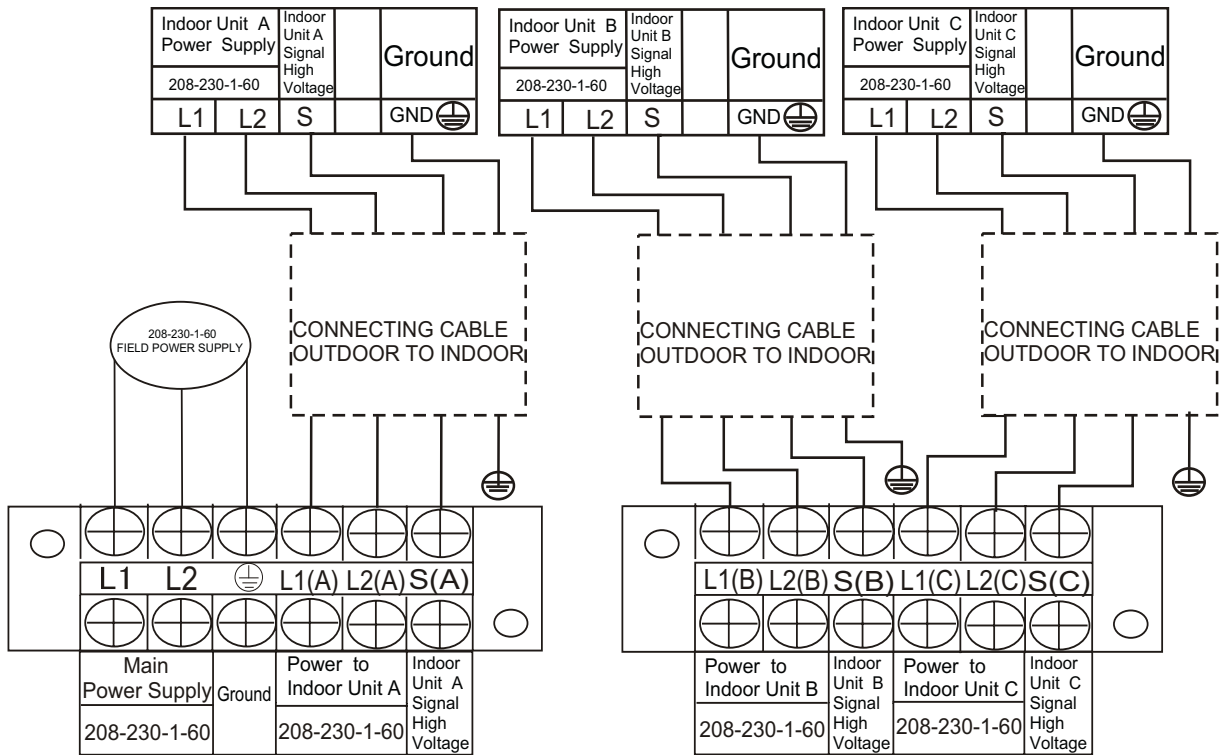 Indoor Unit A
Power Supply
208-230-1-60
Indoor
Unit A
Signal
High
Voltage
Ground
L1 L2 S GND
Indoor Unit B
Power Supply
208-230-1-60
Indoor
Unit B
Signal
High
Voltage
Ground
L1 L2 S GND
Indoor Unit C
Power Supply
208-230-1-60
Indoor
Unit C
Signal
High
Voltage
Ground
L1 L2 S GND
208-230-1-60
FIELD POWER SUPPLY
CONNECTING CABLE
OUTDOOR TO INDOOR
CONNECTING CABLE
OUTDOOR TO INDOOR
CONNECTING CABLE
OUTDOOR TO INDOOR
L1 L2 L1(A) L2(A) S(A)
Main
Power Supply
208-230-1-60
Ground
Power to
Indoor Unit A
208-230-1-60
Indoor
Unit A
Signal
High
Voltage
L1(B) L2(B) S(B) L1(C) L2(C) S(C)
Power to
Indoor Unit B
208-230-1-60
Indoor
Unit B
Signal
High
Voltage
Power to
Indoor Unit C
208-230-1-60
Indoor
Unit C
Signal
High
Voltage